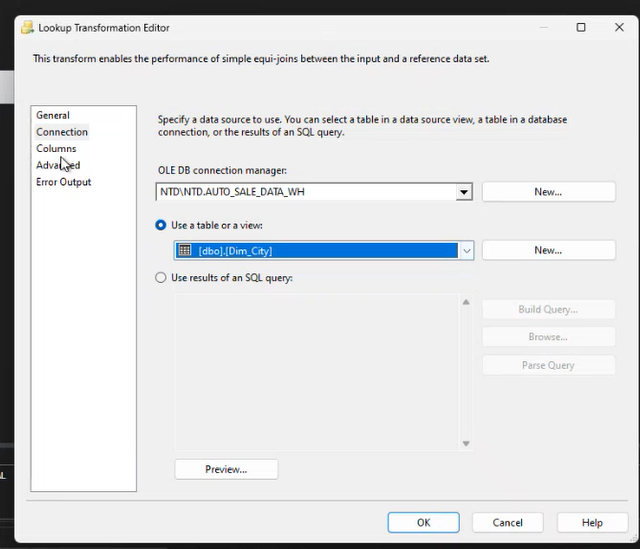 Lookup Transformation Editor
This transform enables the performance of simple equi-joins between the input and a reference data set.
General
Connection
Columns
Advanced
Error Output
Specify a data source to use. You can select a table in a data source view, a table in a database
connection, or the results of an SQL query.
OLE DB connection manager:
NTD\NTD.AUTO_SALE_DATA_WH
New...
Use a table or a view:
[dbo].[Dim_City]
New...
Use results of an SQL query:
Build Query...
Browse...
Parse Query
Preview...
OK
Cancel
Help